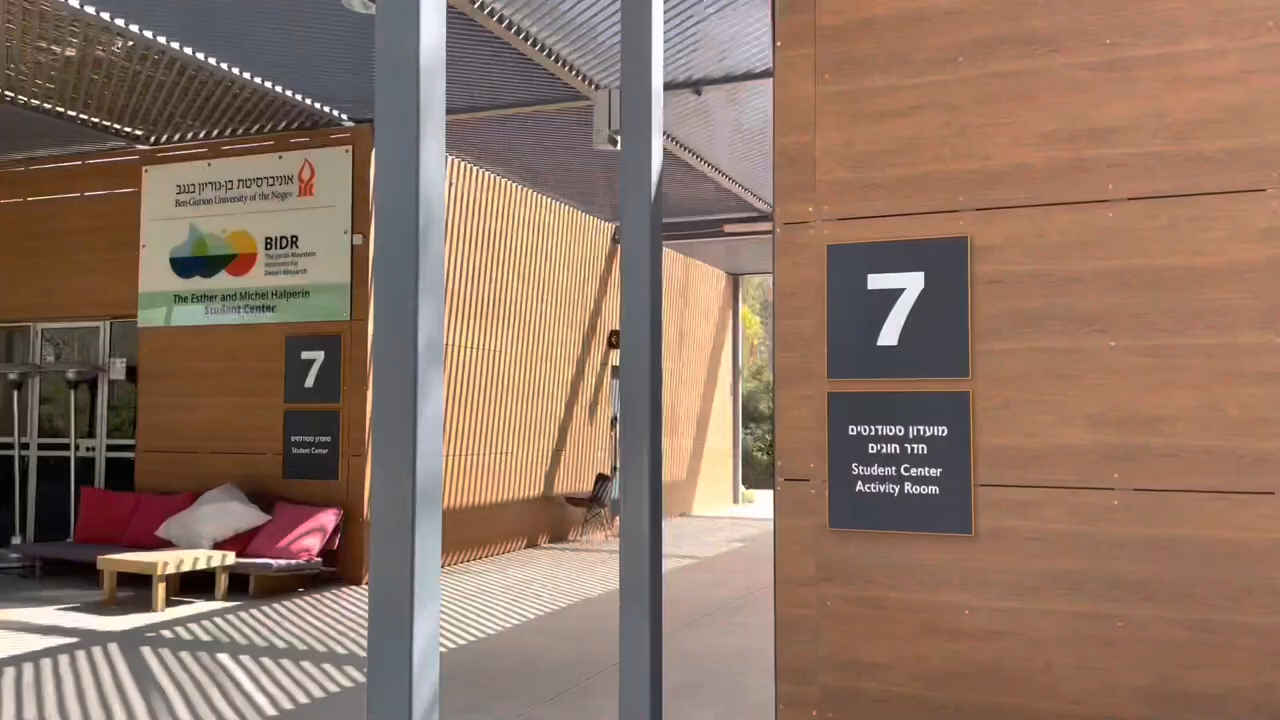 אוניברסיטת בן-גוריון בנגב
Ben-Gurion University of the Negev
BIDR
The Jacob Blaustein
Institutes for
Desert Research
The Esther and Michel Halperin
Student Center
7
מועדון סטודנטים
Student Center
7
מועדון סטודנטים
חדר חוגים
Student Center
Activity Room